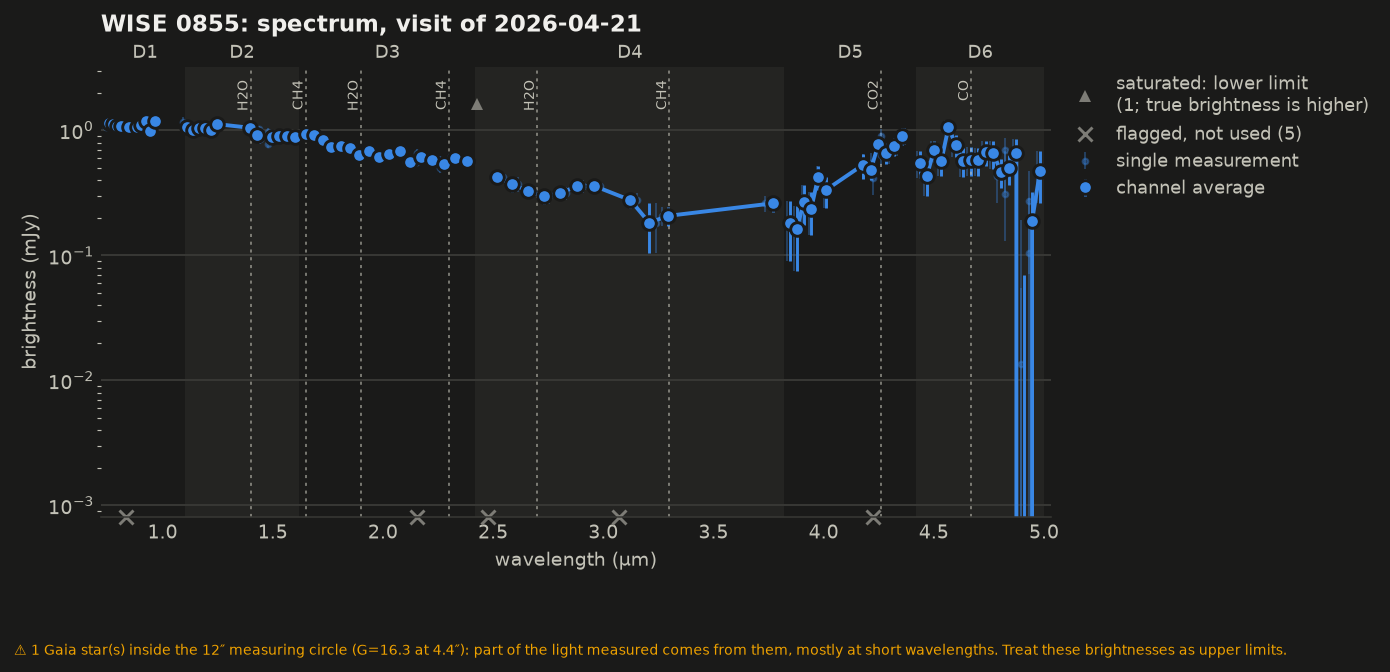 WISE 0855: spectrum, visit of 2026-04-21
D1 D2 D3 D4 D5 D6
H2O CH4 H2O CH4 H2O CH4 CO2 CO
saturated: lower limit
(1; true brightness is higher)
flagged, not used (5)
single measurement
channel average
brightness (mJy)
10⁰
10⁻¹
10⁻²
10⁻³
1.0 1.5 2.0 2.5 3.0 3.5 4.0 4.5 5.0
wavelength (μm)
⚠ 1 Gaia star(s) inside the 12″ measuring circle (G=16.3 at 4.4″): part of the light measured comes from them, mostly at short wavelengths. Treat these brightnesses as upper limits.